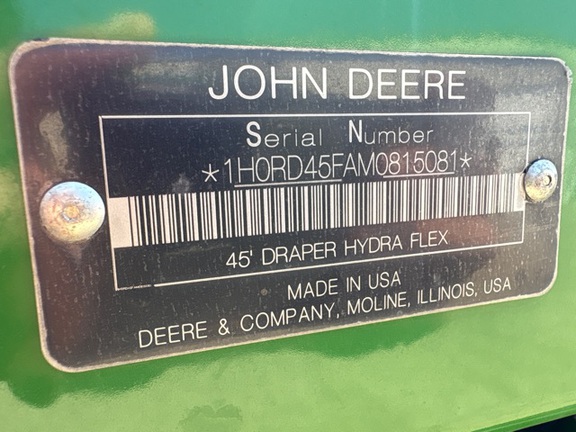 JOHN DEERE
Serial Number
*1H0RD45FAM0815081*
45' DRAPER HYDRA FLEX
MADE IN USA
DEERE & COMPANY, MOLINE, ILLINOIS, USA